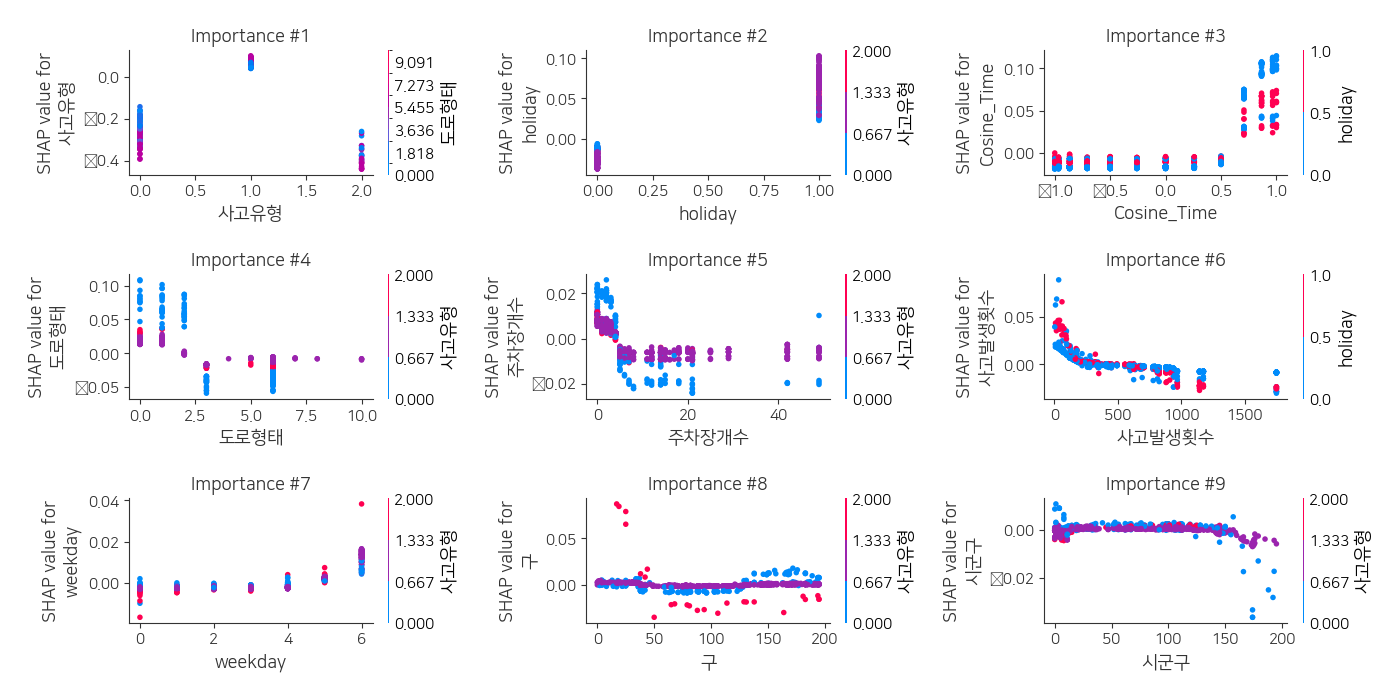 Importance #1
SHAP value for
사고유형
0.0
0.2
0.4
0.0
0.5
1.0
1.5
2.0
사고유형
9.091
7.273
5.455
3.636
1.818
0.000
도로형태
Importance #2
SHAP value for
holiday
0.10
0.05
0.00
0.00
0.25
0.50
0.75
1.00
holiday
2.000
1.333
0.667
0.000
사고유형
Importance #3
SHAP value for
Cosine_Time
0.10
0.05
0.00
1.0
0.5
0.0
0.5
1.0
Cosine_Time
1.0
0.5
0.0
holiday
Importance #4
SHAP value for
도로형태
0.10
0.05
0.00
0.05
0.0
2.5
5.0
7.5
10.0
도로형태
2.000
1.333
0.667
0.000
사고유형
Importance #5
SHAP value for
주차장개수
0.02
0.00
0.02
0
20
40
주차장개수
2.000
1.333
0.667
0.000
사고유형
Importance #6
SHAP value for
사고발생횟수
0.05
0.00
0
500
1000
1500
사고발생횟수
1.0
0.5
0.0
holiday
Importance #7
SHAP value for
weekday
0.04
0.02
0.00
0
2
4
6
weekday
2.000
1.333
0.667
0.000
사고유형
Importance #8
SHAP value for
구
0.05
0.00
0
50
100
150
200
구
2.000
1.333
0.667
0.000
사고유형
Importance #9
SHAP value for
시군구
0.00
0.02
0
50
100
150
200
시군구
2.000
1.333
0.667
0.000
사고유형